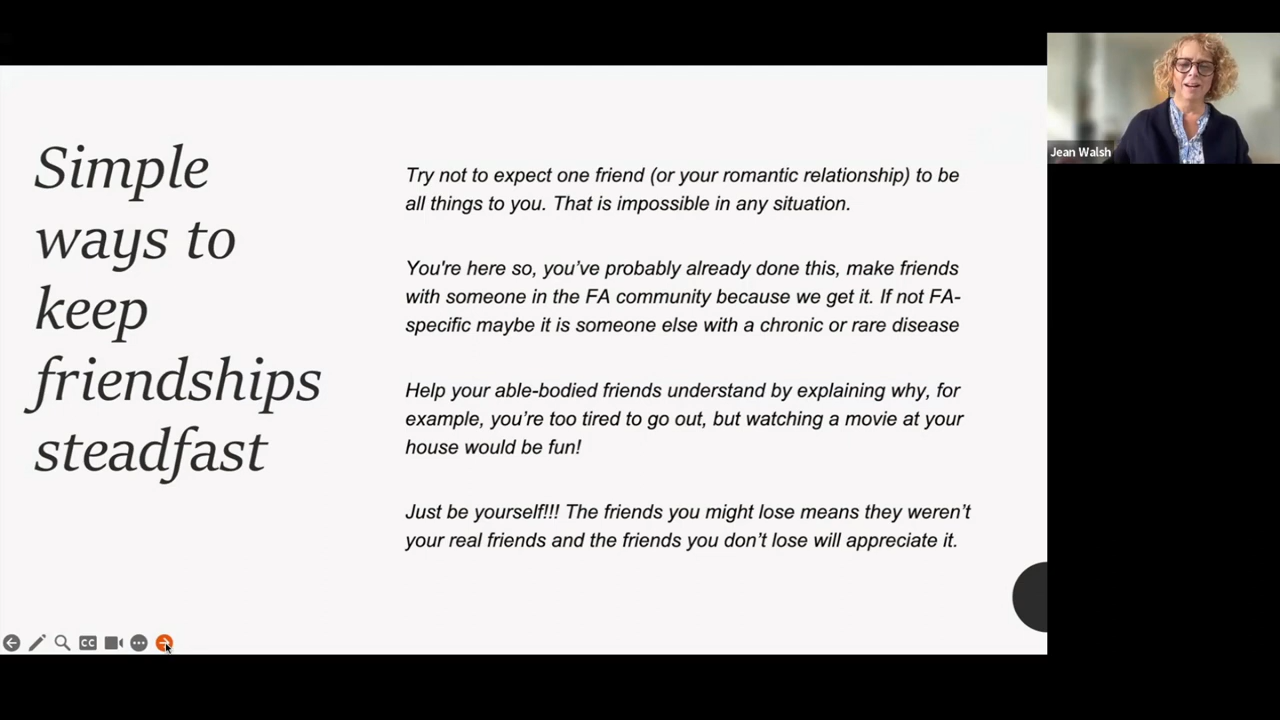 Simple
ways to
keep
friendships
steadfast
Try not to expect one friend (or your romantic relationship) to be
all things to you. That is impossible in any situation.
You're here so, you’ve probably already done this, make friends
with someone in the FA community because we get it. If not FA-
specific maybe it is someone else with a chronic or rare disease
Help your able-bodied friends understand by explaining why, for
example, you’re too tired to go out, but watching a movie at your
house would be fun!
Just be yourself!!! The friends you might lose means they weren’t
your real friends and the friends you don’t lose will appreciate it.
Jean Walsh
CC